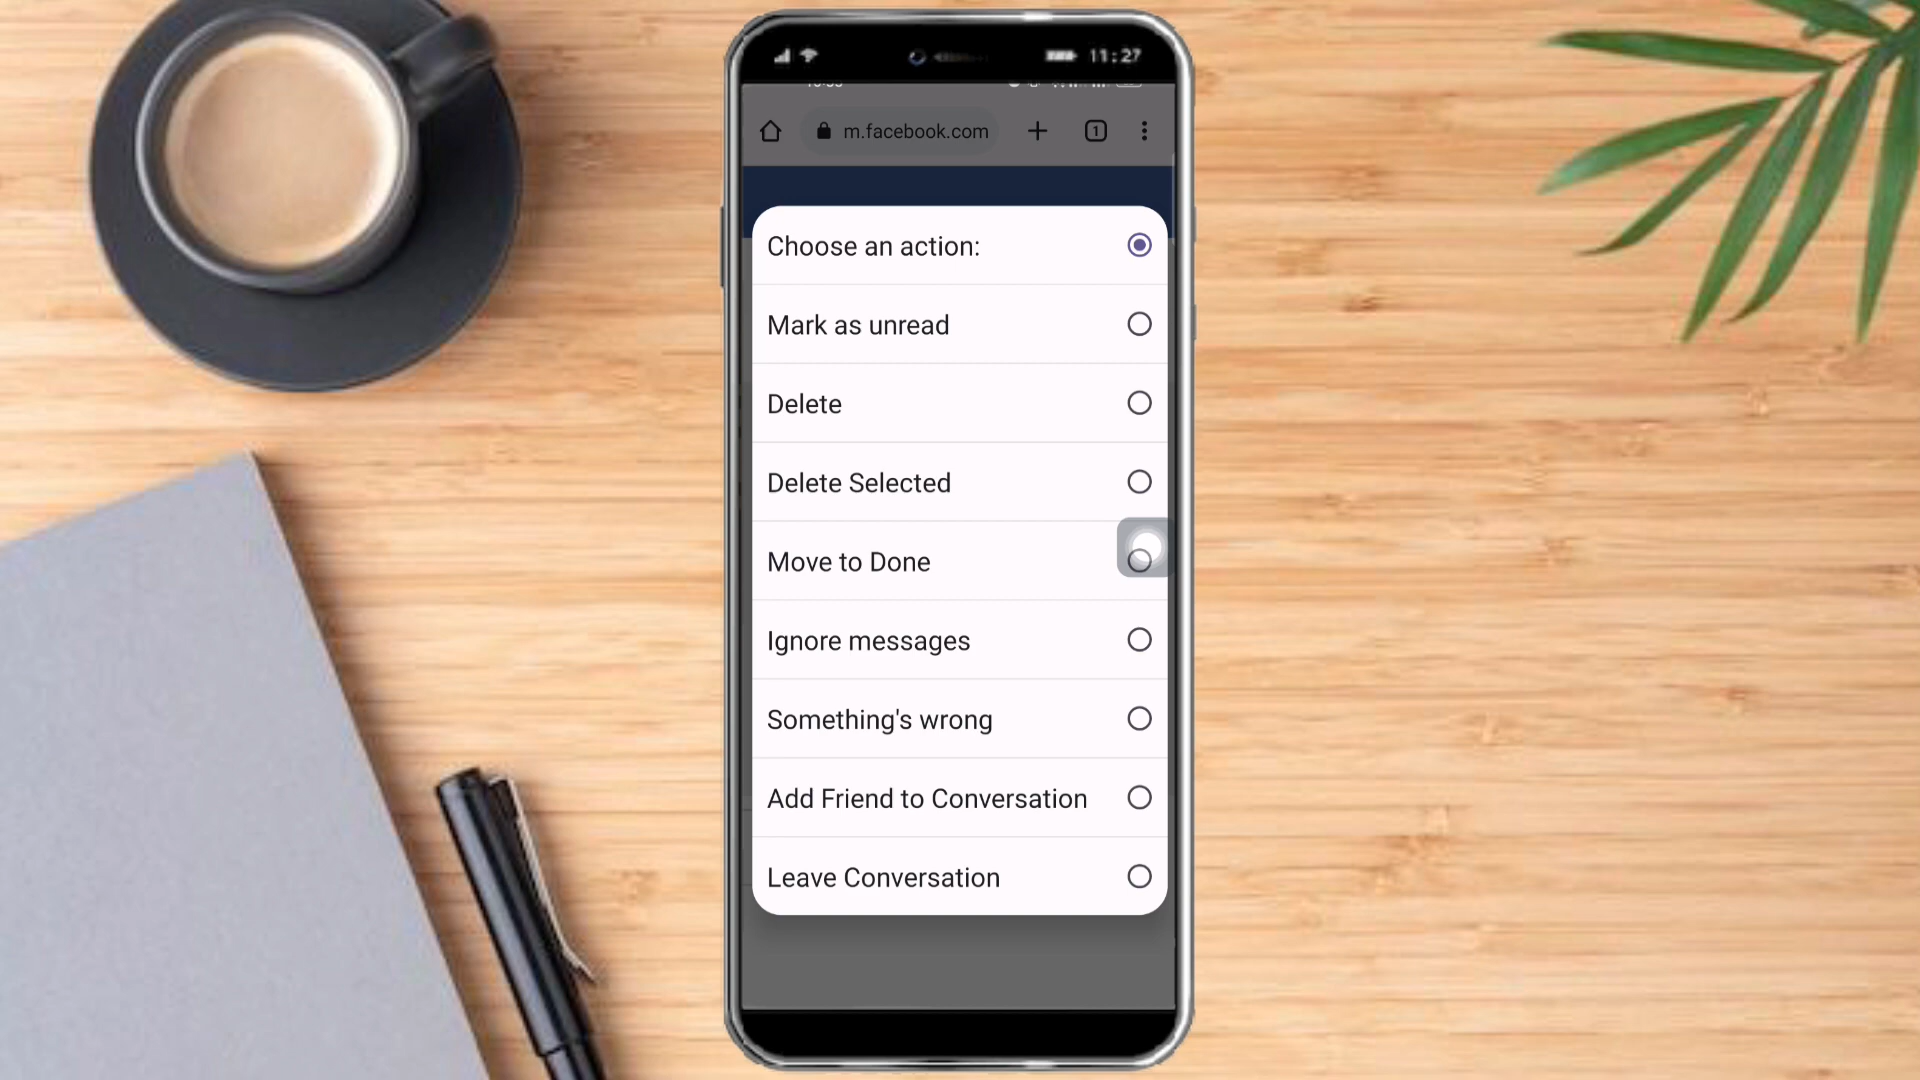 11:27
m.facebook.com
1
Choose an action:
Mark as unread
Delete
Delete Selected
Move to Done
Ignore messages
Something's wrong
Add Friend to Conversation
Leave Conversation